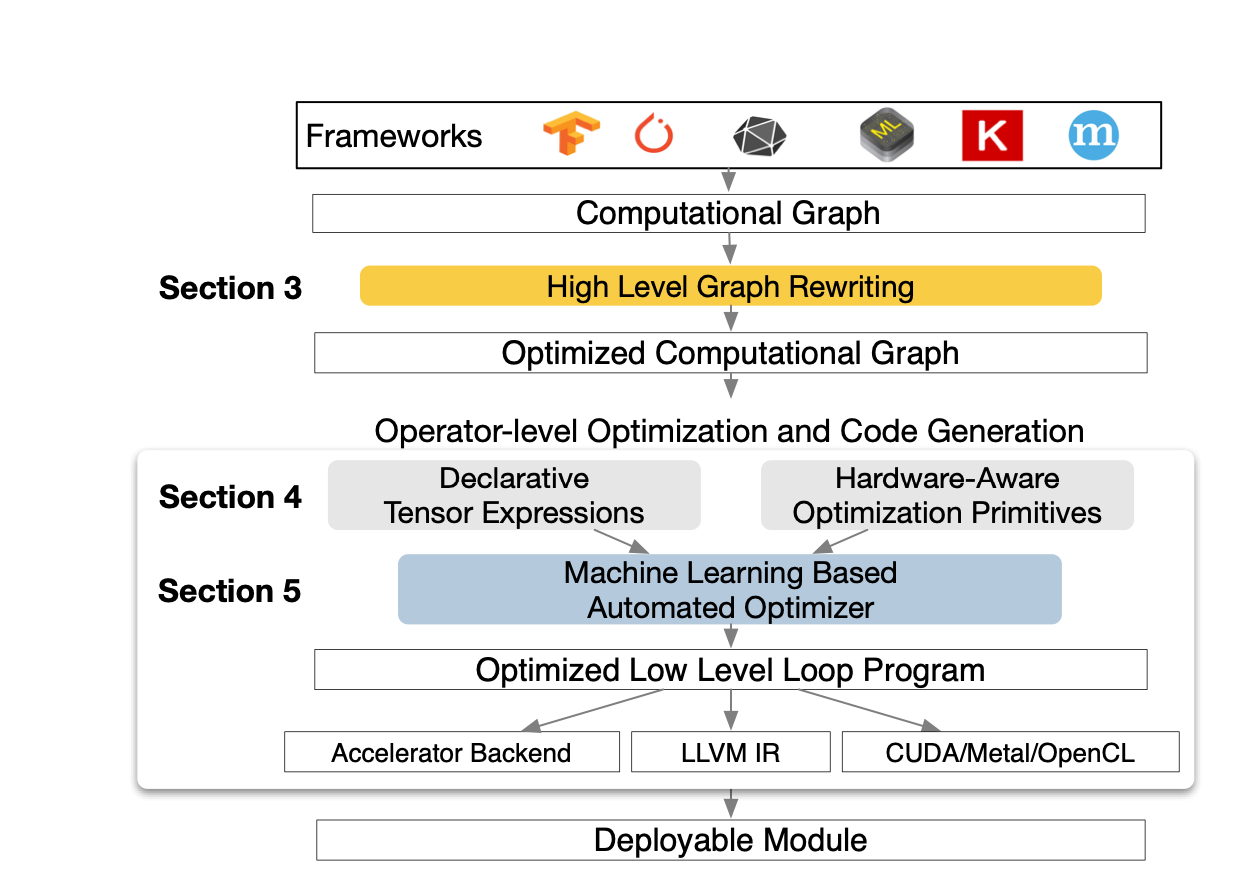 Frameworks
ML
K
m
Computational Graph
Section 3
High Level Graph Rewriting
Optimized Computational Graph
Operator-level Optimization and Code Generation
Section 4
Declarative
Tensor Expressions
Hardware-Aware
Optimization Primitives
Section 5
Machine Learning Based
Automated Optimizer
Optimized Low Level Loop Program
Accelerator Backend
LLVM IR
CUDA/Metal/OpenCL
Deployable Module